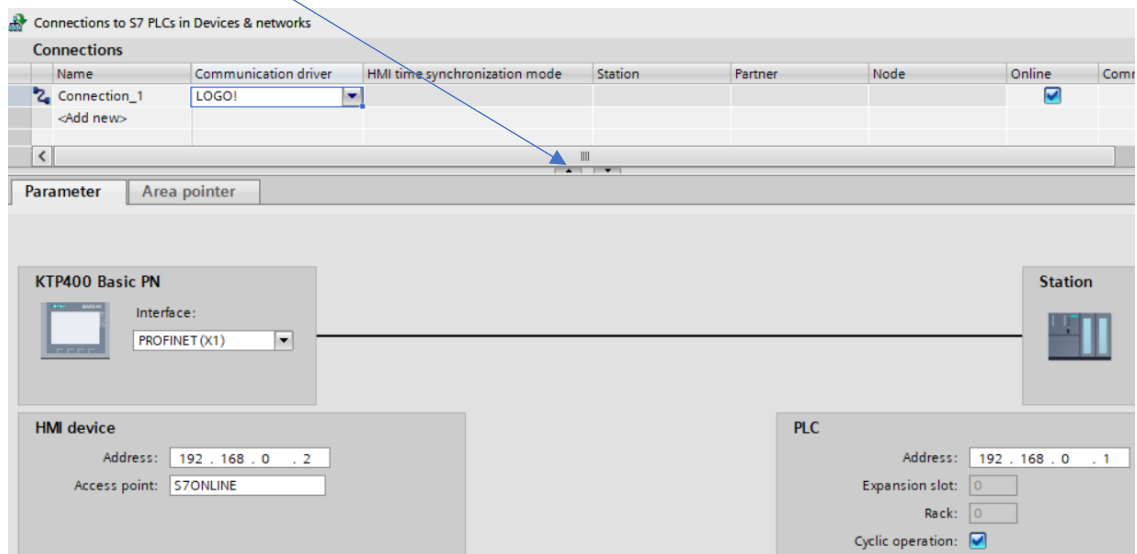 Connections to S7 PLCs in Devices & networks
Connections
Name Communication driver HMI time synchronization mode Station Partner Node Online Comm
Connection_1 LOGO!
<Add new>
Parameter Area pointer
KTP400 Basic PN
Station
Interface:
PROFINET (X1)
HMI device
PLC
Address: 192 . 168 . 0 . 2
Address: 192 . 168 . 0 . 1
Access point: S7ONLINE
Expansion slot: 0
Rack: 0
Cyclic operation: